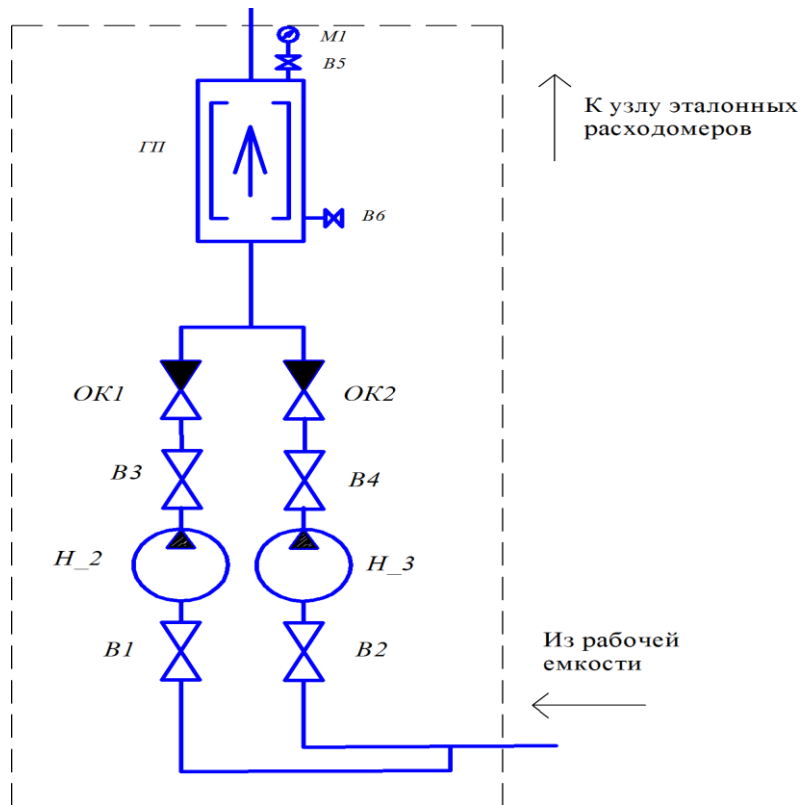 М1
В5
К узлу эталонных
расходомеров
ГП
В6
ОК1
ОК2
В3
В4
Н_2
Н_3
Из рабочей
емкости
В1
В2